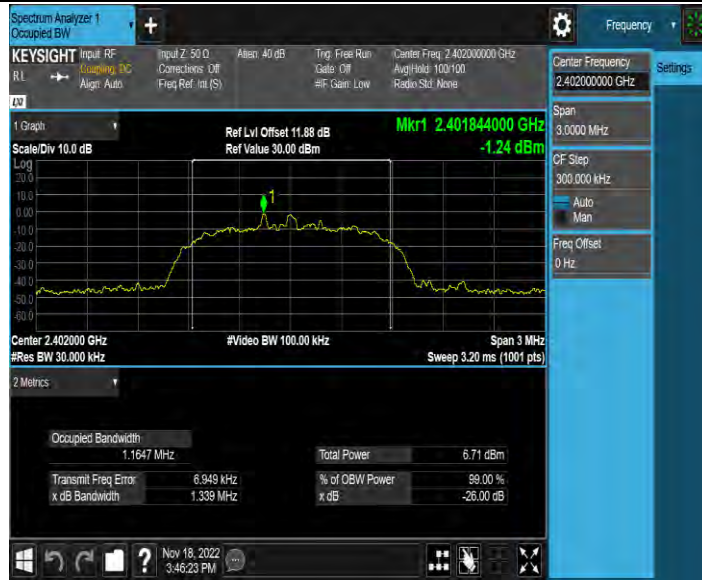 Spectrum Analyzer 1
Occupied BW
+
Frequency
KEYSIGHT
Input: RF
Coupling: DC
Align: Auto
RL
Input Z: 50 Ω
Corrections: Off
Freq Ref: Int (S)
Atten: 40 dB
Trig: Free Run
Gate: Off
#IF Gain: Low
Center Freq: 2.402000000 GHz
Avg|Hold: 100/100
Radio Std: None
Center Frequency
2.402000000 GHz
Settings
Span
3.0000 MHz
CF Step
300.000 kHz
Auto
Man
Freq Offset
0 Hz
1 Graph
Scale/Div 10.0 dB
Ref Lvl Offset 11.88 dB
Ref Value 30.00 dBm
Mkr1 2.401844000 GHz
-1.24 dBm
Log
20.0
10.0
0.00
-10.0
-20.0
-30.0
-40.0
-50.0
-60.0
1
Center 2.402000 GHz
#Res BW 30.000 kHz
#Video BW 100.00 kHz
Span 3 MHz
Sweep 3.20 ms (1001 pts)
2 Metrics
Occupied Bandwidth
1.1647 MHz
Total Power 6.71 dBm
Transmit Freq Error 6.949 kHz
% of OBW Power 99.00 %
x dB Bandwidth 1.339 MHz
x dB -26.00 dB
?
Nov 18, 2022
3:46:23 PM